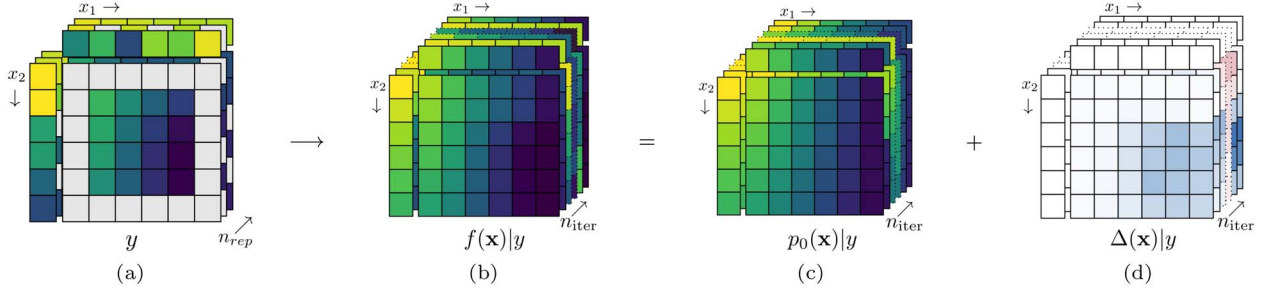 x₁ →
x₂
↓
n_rep
y
(a)
→
x₁ →
x₂
↓
n_iter
f(x)|y
(b)
=
x₁ →
x₂
↓
n_iter
p₀(x)|y
(c)
+
x₁ →
x₂
↓
n_iter
Δ(x)|y
(d)